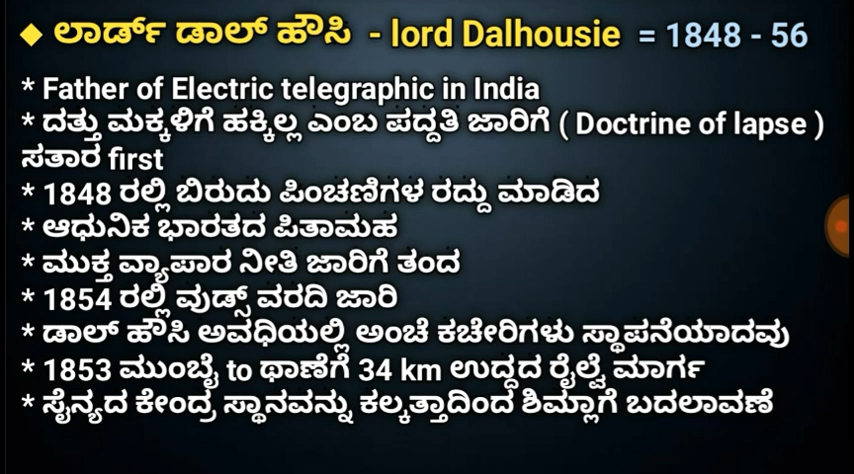 ◆ ಲಾರ್ಡ್ ಡಾಲ್ ಹೌಸಿ - lord Dalhousie = 1848 - 56
* Father of Electric telegraphic in India
* ದತ್ತು ಮಕ್ಕಳಿಗೆ ಹಕ್ಕಿಲ್ಲ ಎಂಬ ಪದ್ದತಿ ಜಾರಿಗೆ ( Doctrine of lapse )
ಸತಾರ first
* 1848 ರಲ್ಲಿ ಬಿರುದು ಪಿಂಚಣಿಗಳ ರದ್ದು ಮಾಡಿದ
* ಆಧುನಿಕ ಭಾರತದ ಪಿತಾಮಹ
* ಮುಕ್ತ ವ್ಯಾಪಾರ ನೀತಿ ಜಾರಿಗೆ ತಂದ
* 1854 ರಲ್ಲಿ ವುಡ್ಸ್ ವರದಿ ಜಾರಿ
* ಡಾಲ್ ಹೌಸಿ ಅವಧಿಯಲ್ಲಿ ಅಂಚೆ ಕಚೇರಿಗಳು ಸ್ಥಾಪನೆಯಾದವು
* 1853 ಮುಂಬೈ to ಥಾಣೆಗೆ 34 km ಉದ್ದದ ರೈಲ್ವೆ ಮಾರ್ಗ
* ಸೈನ್ಯದ ಕೇಂದ್ರ ಸ್ಥಾನವನ್ನು ಕಲ್ಕತ್ತಾದಿಂದ ಶಿಮ್ಲಾಗೆ ಬದಲಾವಣೆ